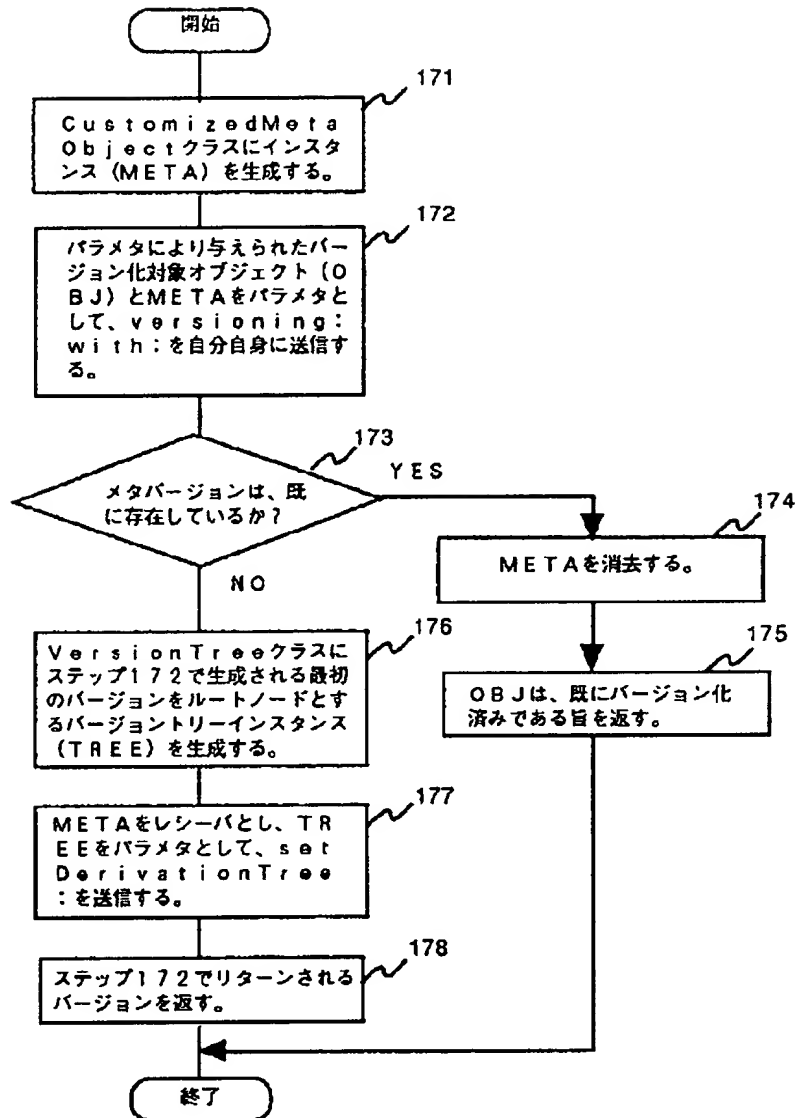 開始
171
CustomizedMeta
Objectクラスにインスタ
ンス（META）を生成する。
172
パラメタにより与えられたバー
ジョン化対象オブジェクト（O
BJ）とMETAをパラメタと
して、versioning：
with：を自分自身に送信す
る。
173
YES
メタバージョンは、既
に存在しているか？
NO
174
METAを消去する。
175
OBJは、既にバージョン化
済みである旨を返す。
176
VersionTreeクラスに
ステップ172で生成される最初
のバージョンをルートノードとす
るバージョントリーインスタンス
（TREE）を生成する。
177
METAをレシーバとし、TR
EEをパラメタとして、set
DerivationTree
：を送信する。
178
ステップ172でリターンされる
バージョンを返す。
終了